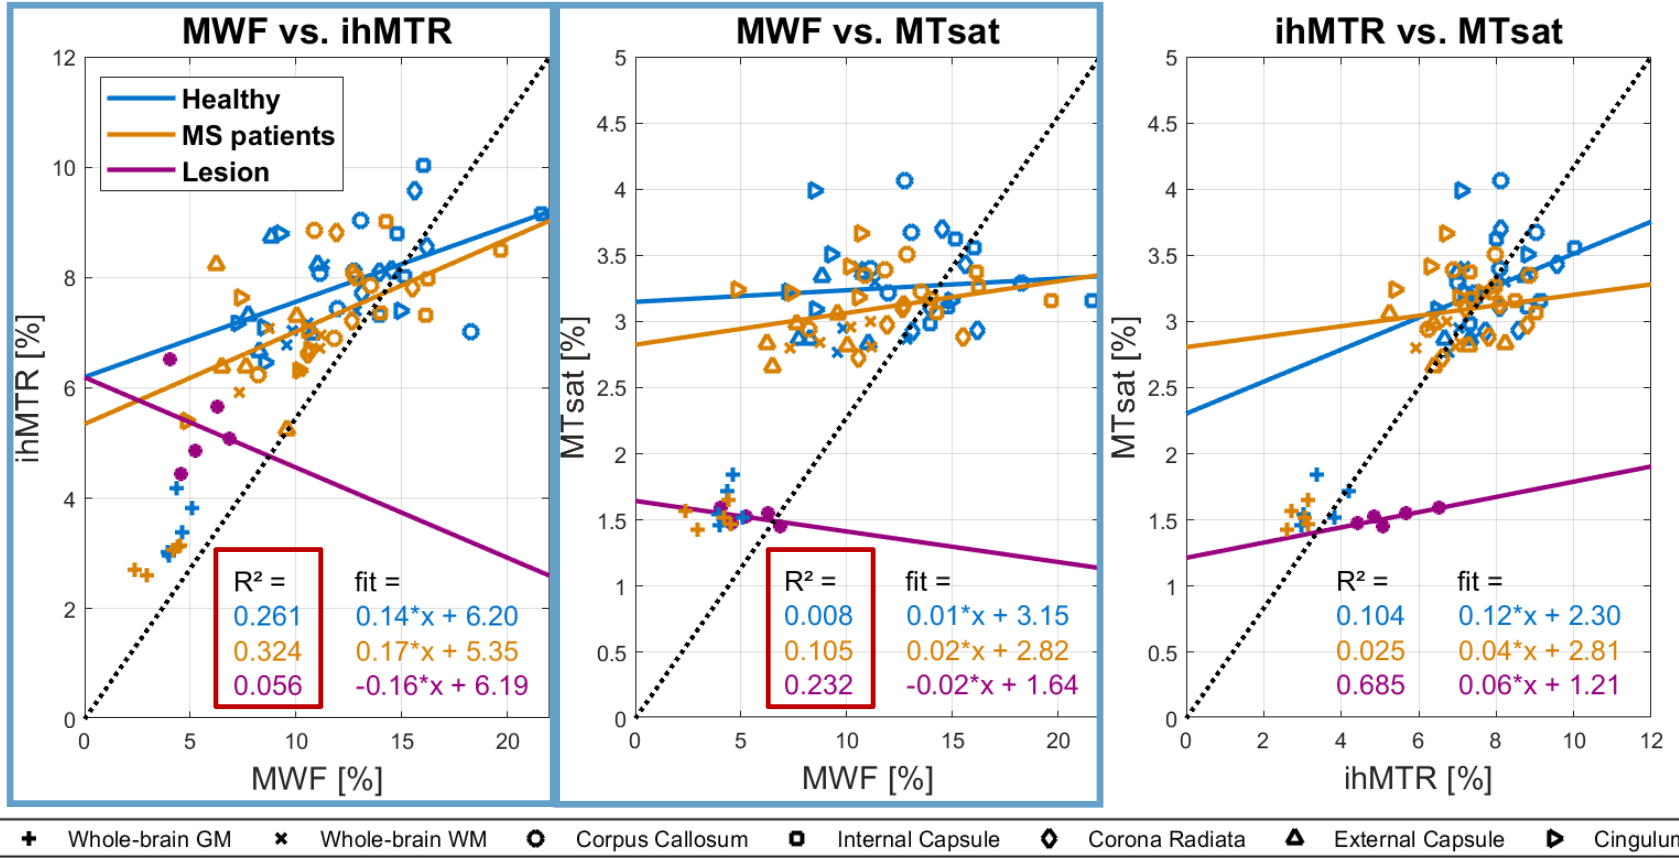 MWF vs. ihMTR
12
10
8
6
4
2
0
ihMTR [%]
Healthy
MS patients
Lesion
R² =
fit =
0.261
0.14*x + 6.20
0.324
0.17*x + 5.35
0.056
-0.16*x + 6.19
0
5
10
15
20
MWF [%]
MWF vs. MTsat
5
4.5
4
3.5
3
2.5
2
1.5
1
0.5
0
MTsat [%]
R² =
fit =
0.008
0.01*x + 3.15
0.105
0.02*x + 2.82
0.232
-0.02*x + 1.64
0
5
10
15
20
MWF [%]
ihMTR vs. MTsat
5
4.5
4
3.5
3
2.5
2
1.5
1
0.5
0
MTsat [%]
R² =
fit =
0.104
0.12*x + 2.30
0.025
0.04*x + 2.81
0.685
0.06*x + 1.21
0
2
4
6
8
10
12
ihMTR [%]
Whole-brain GM
Whole-brain WM
Corpus Callosum
Internal Capsule
Corona Radiata
External Capsule